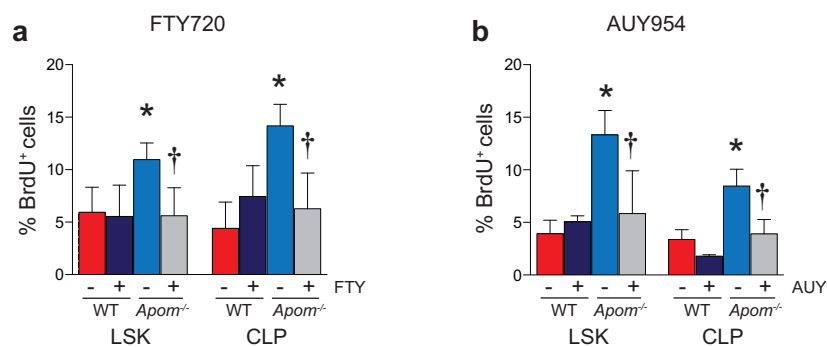 a
FTY720
% BrdU+ cells
20
15
10
5
0
*
†
*
†
- + - + - + - + FTY
WT Apom-/- WT Apom-/-
LSK CLP
b
AUY954
% BrdU+ cells
20
15
10
5
0
*
†
*
†
- + - + - + - + AUY
WT Apom-/- WT Apom-/-
LSK CLP